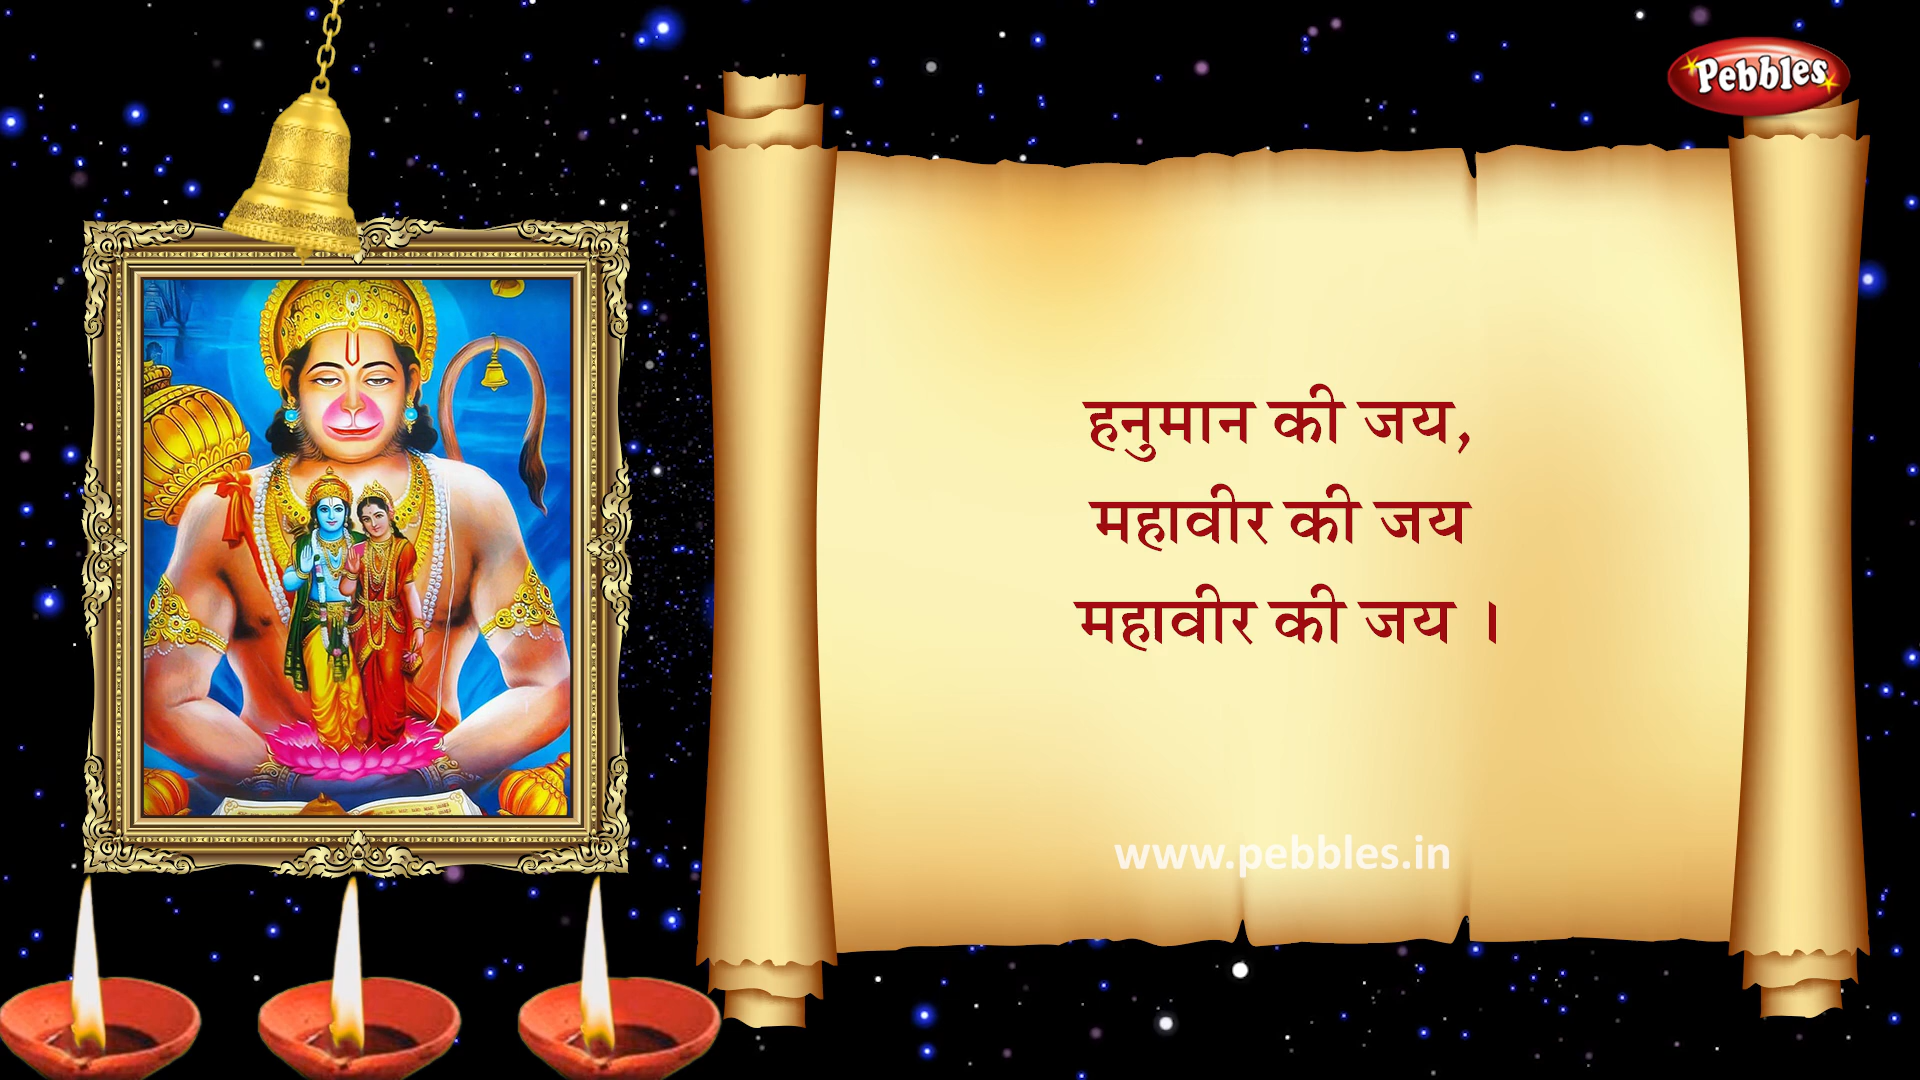 Pebbles
हनुमान की जय,
महावीर की जय
महावीर की जय ।
www.pebbles.in